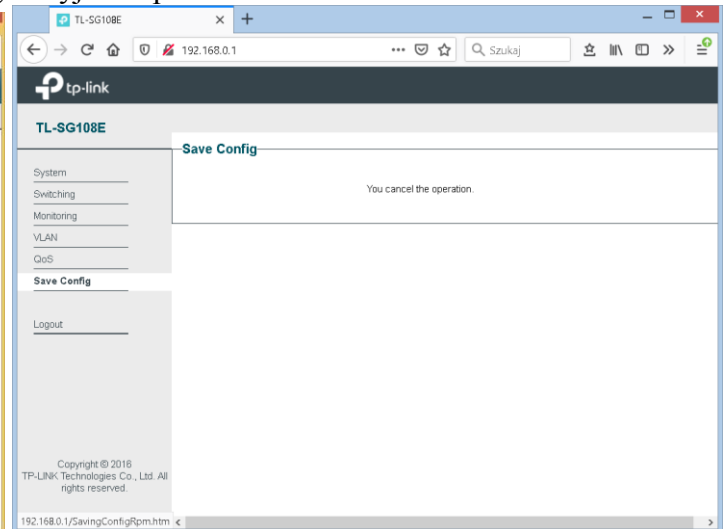 TL-SG108E
192.168.0.1
Szukaj
tp-link
TL-SG108E
Save Config
You cancel the operation.
System
Switching
Monitoring
VLAN
QoS
Save Config
Logout
Copyright © 2016
TP-LINK Technologies Co., Ltd. All
rights reserved.
192.168.0.1/SavingConfigRpm.htm